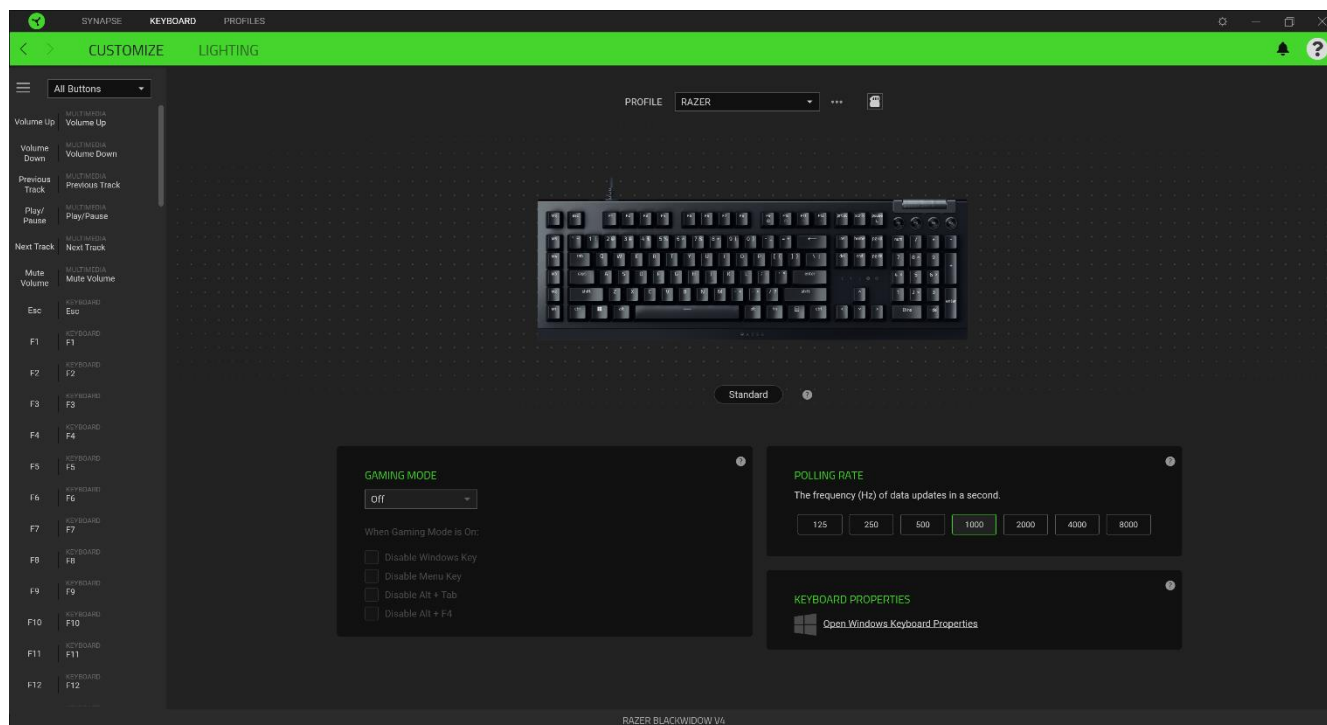 SYNAPSE KEYBOARD PROFILES
CUSTOMIZE LIGHTING
All Buttons
PROFILE RAZER
Volume Up
MULTIMEDIA
Volume Up
Volume
Down
MULTIMEDIA
Volume Down
Previous
Track
MULTIMEDIA
Previous Track
Play/
Pause
MULTIMEDIA
Play/Pause
Next Track
MULTIMEDIA
Next Track
Mute
Volume
MULTIMEDIA
Mute Volume
Esc
KEYBOARD
Esc
F1
KEYBOARD
F1
F2
KEYBOARD
F2
F3
KEYBOARD
F3
F4
KEYBOARD
F4
F5
KEYBOARD
F5
F6
KEYBOARD
F6
F7
KEYBOARD
F7
F8
KEYBOARD
F8
F9
KEYBOARD
F9
F10
KEYBOARD
F10
F11
KEYBOARD
F11
F12
KEYBOARD
F12
Standard
GAMING MODE
Off
When Gaming Mode is On:
Disable Windows Key
Disable Menu Key
Disable Alt + Tab
Disable Alt + F4
POLLING RATE
The frequency (Hz) of data updates in a second.
125 250 500 1000 2000 4000 8000
KEYBOARD PROPERTIES
Open Windows Keyboard Properties
RAZER BLACKWIDOW V4